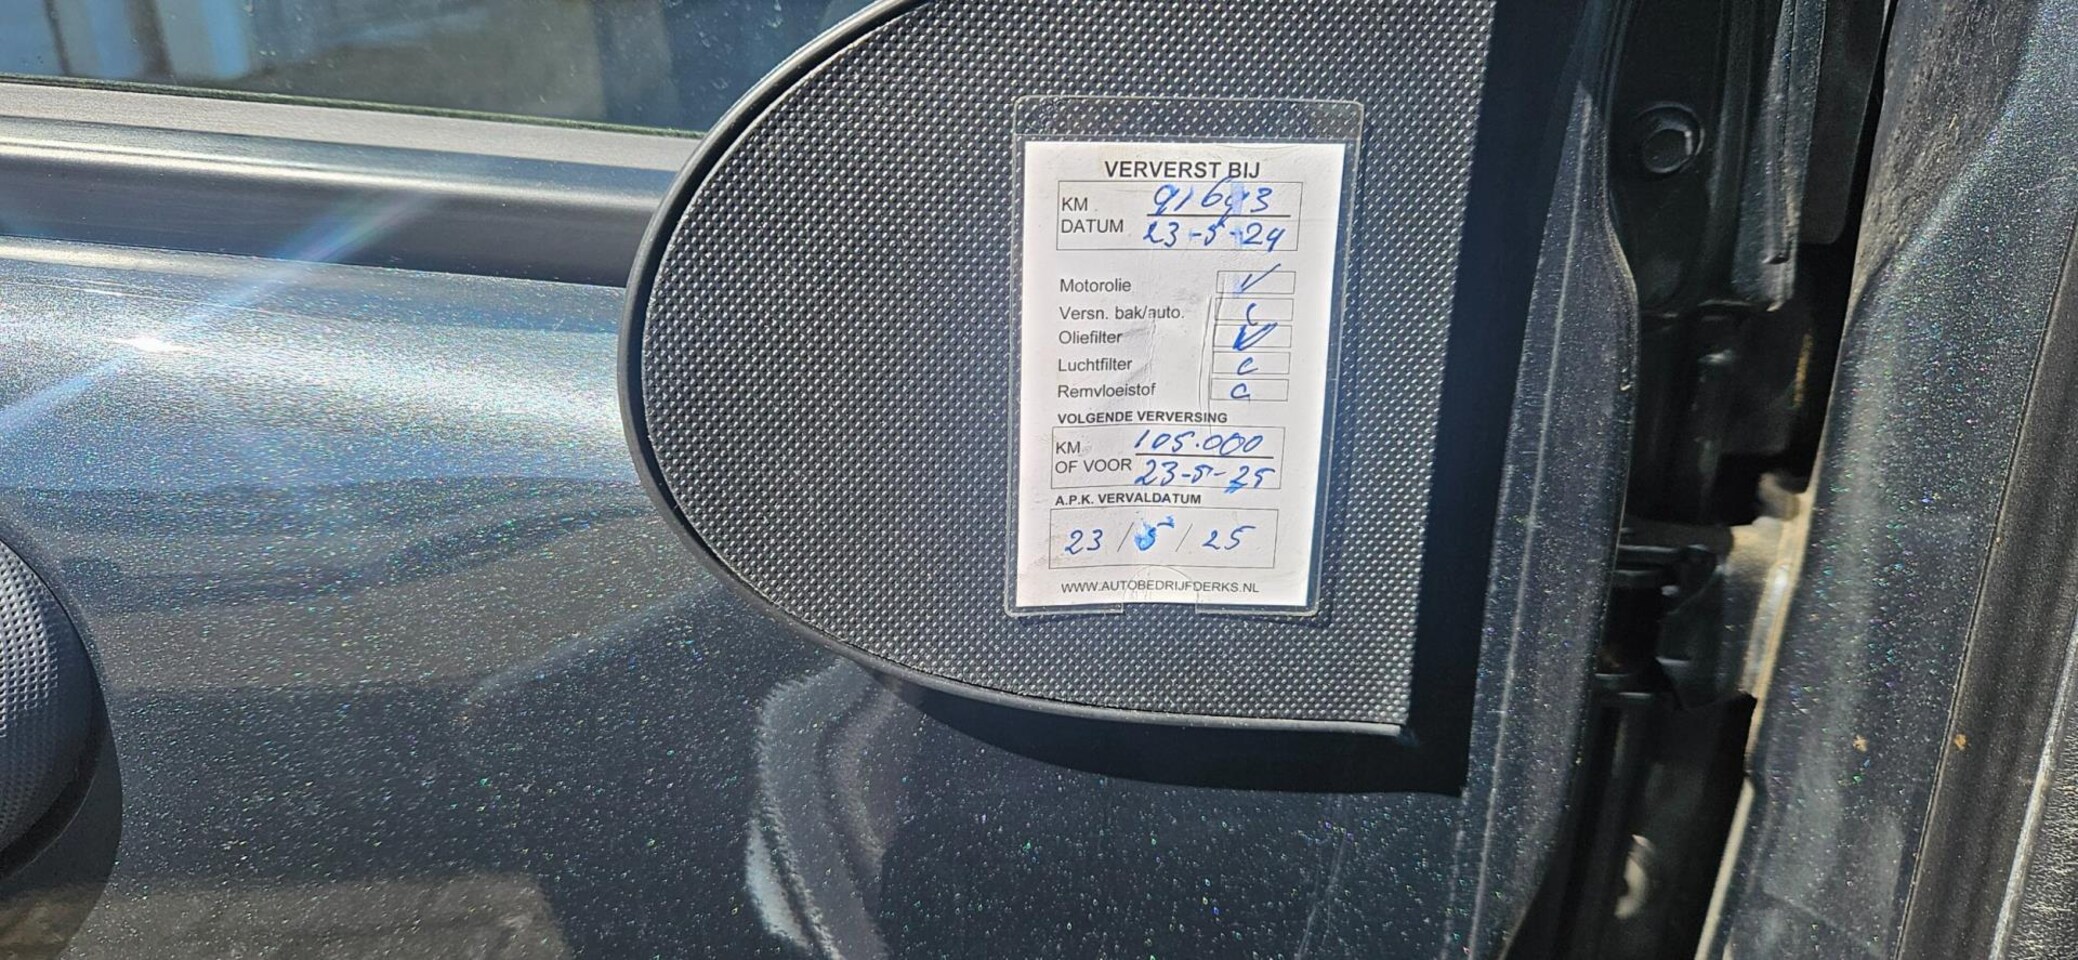 VERVERST BIJ
KM 91693
DATUM 23-5-24
Motorolie ✓
Versn. bak/auto. c
Oliefilter ✓
Luchtfilter c
Remvloeistof c
VOLGENDE VERVERSING
KM 105.000
OF VOOR 23-5-25
A.P.K. VERVALDATUM
23 / 5 / 25
WWW.AUTOBEDRIJFDERKS.NL